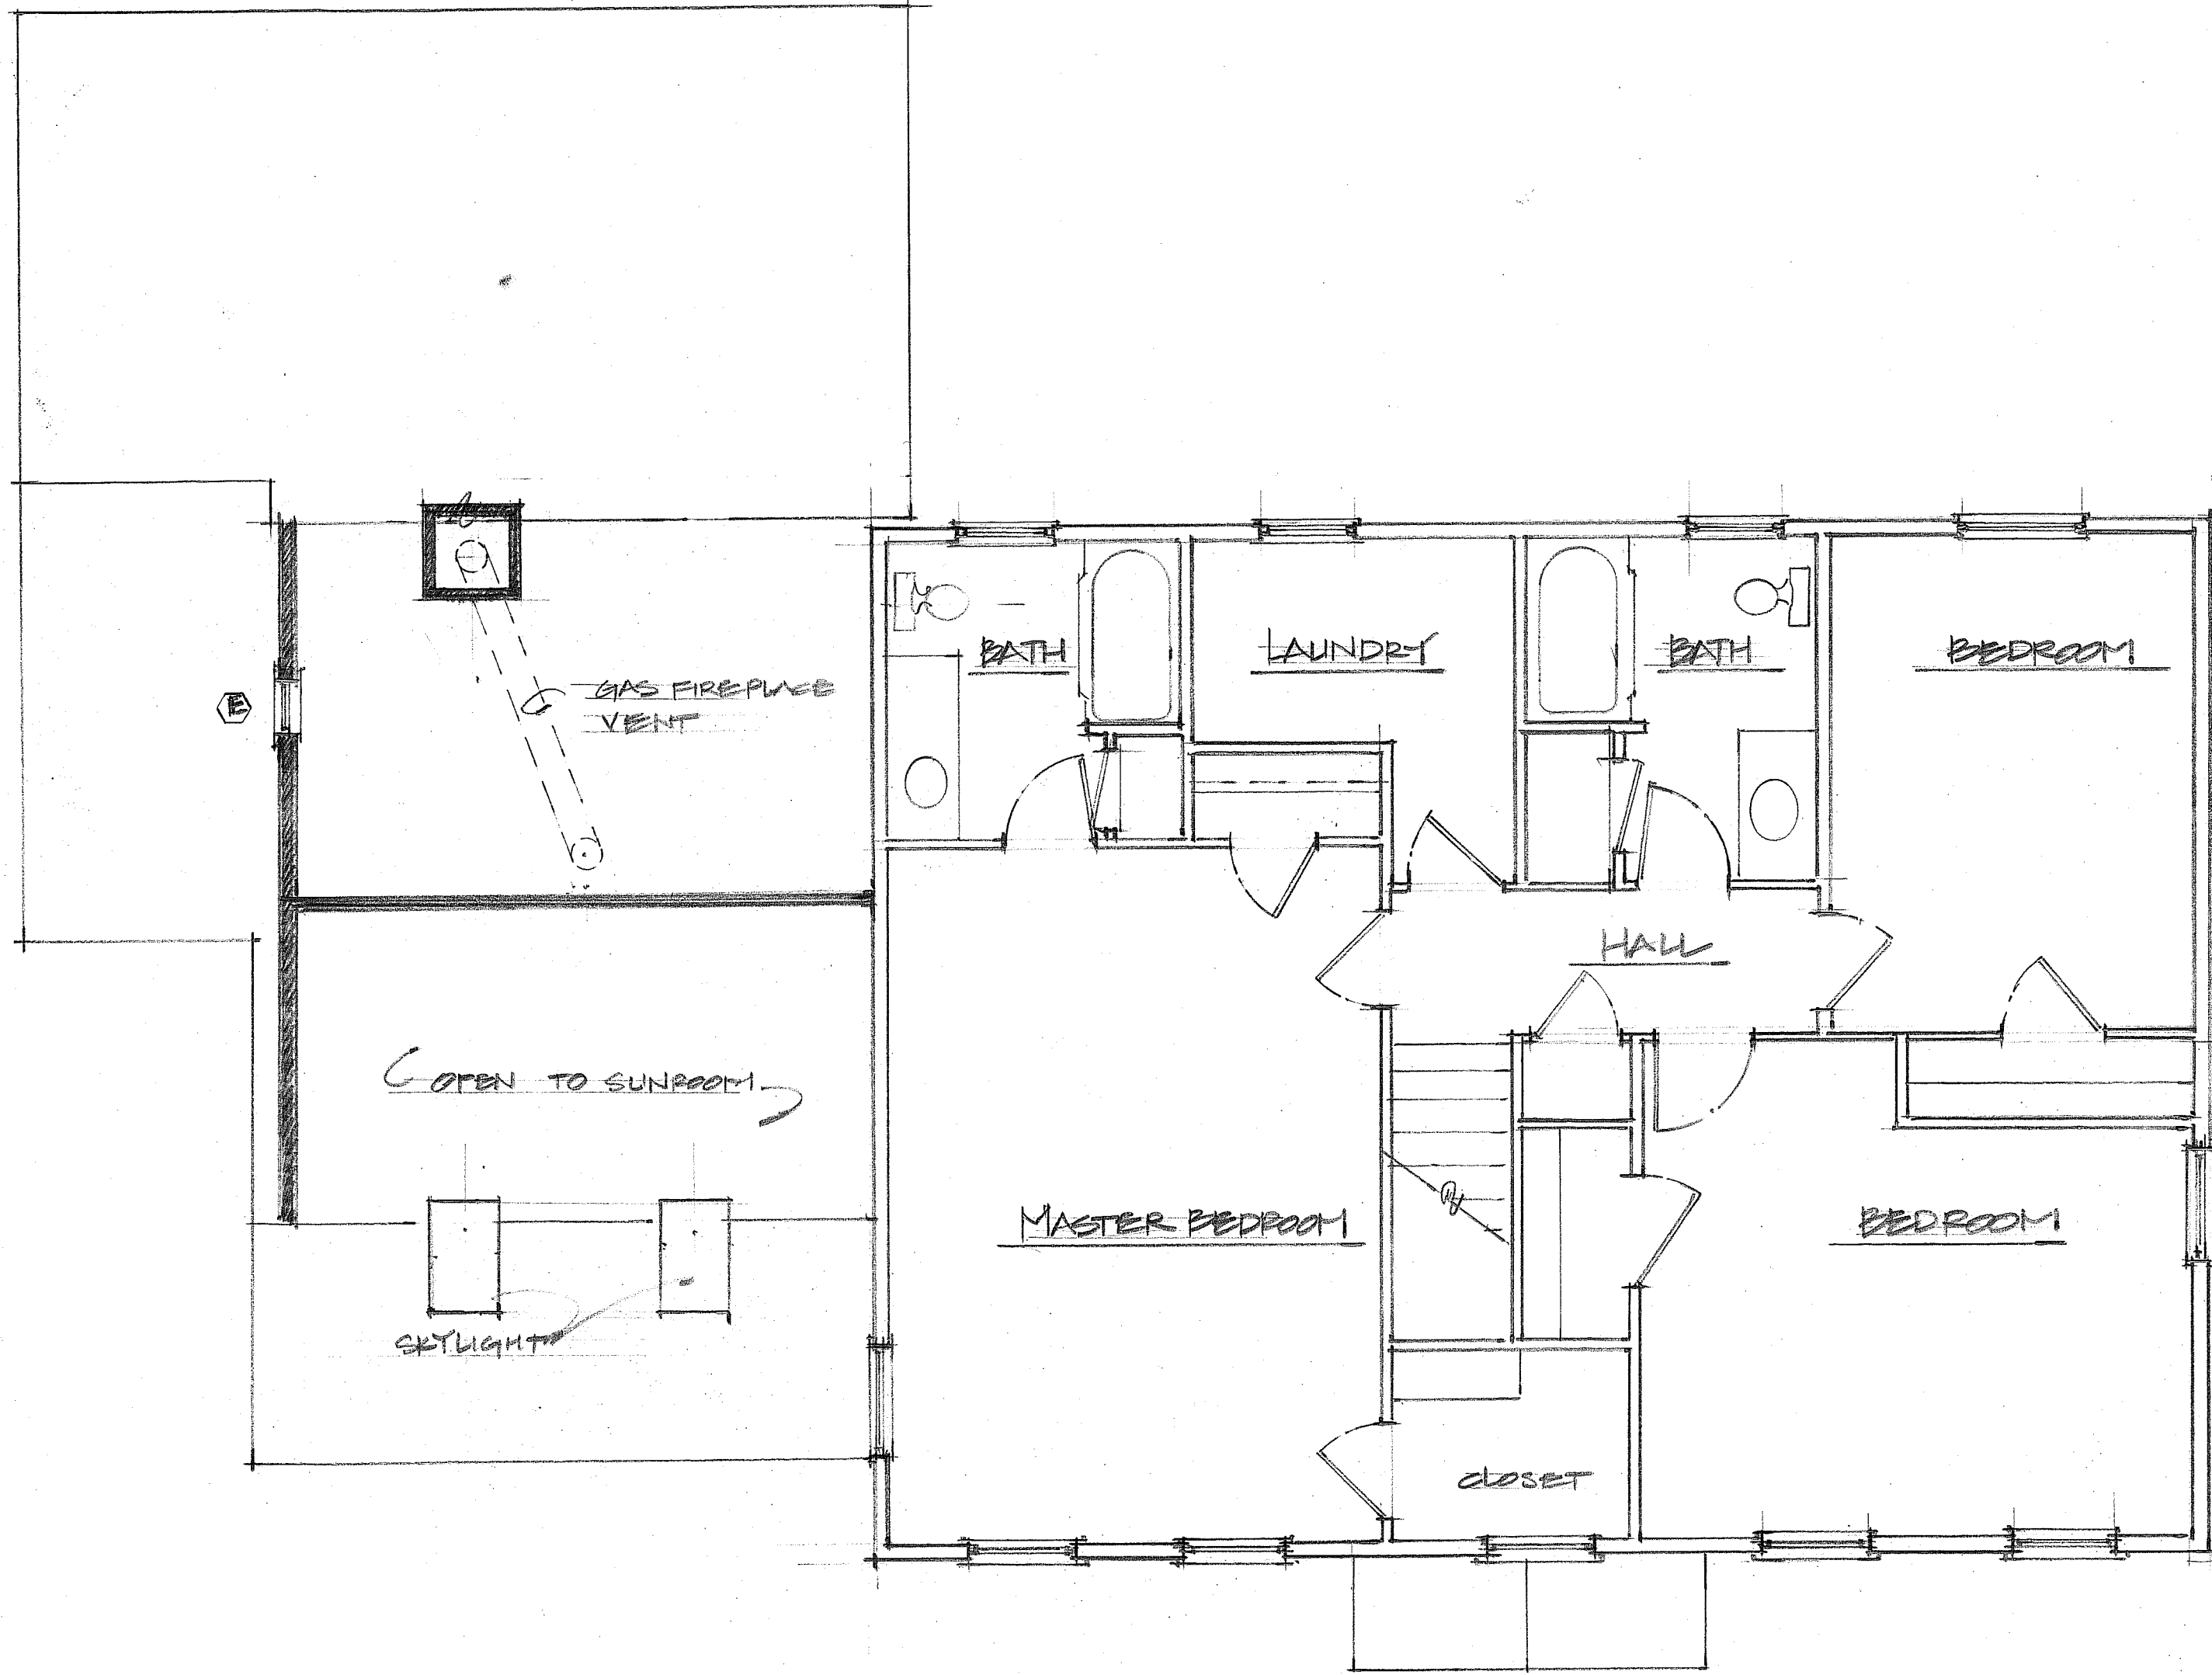 BATH
LAUNDRY
BATH
BEDROOM
E
GAS FIREPLACE
VENT
HALL
OPEN TO SUNROOM
MASTER BEDROOM
BEDROOM
SKYLIGHT
CLOSET